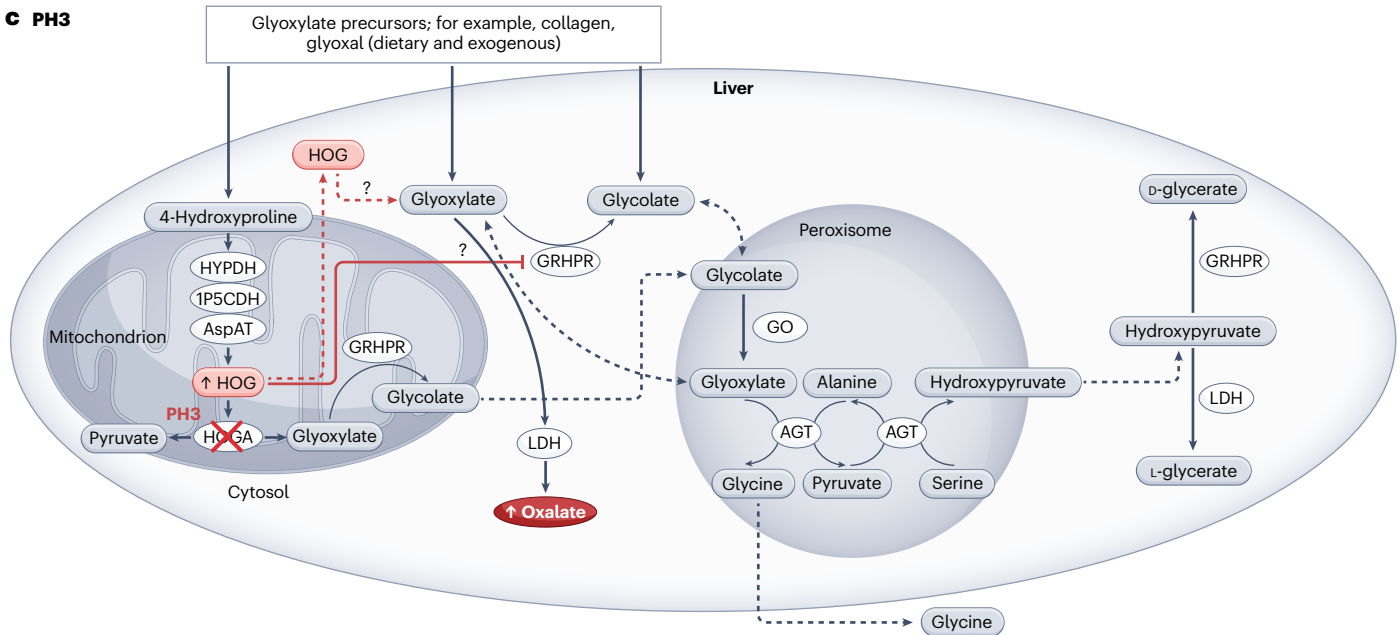 c PH3
Glyoxylate precursors; for example, collagen,
glyoxal (dietary and exogenous)
Liver
HOG
?
Glyoxylate
Glycolate
D-glycerate
4-Hydroxyproline
Peroxisome
?
GRHPR
GRHPR
HYPDH
Glycolate
1P5CDH
GO
AspAT
Mitochondrion
Hydroxypyruvate
GRHPR
↑ HOG
Glyoxylate
Alanine
Hydroxypyruvate
Glycolate
LDH
PH3
Pyruvate
HOGA
Glyoxylate
LDH
AGT
AGT
L-glycerate
Cytosol
Glycine
Pyruvate
Serine
↑ Oxalate
Glycine